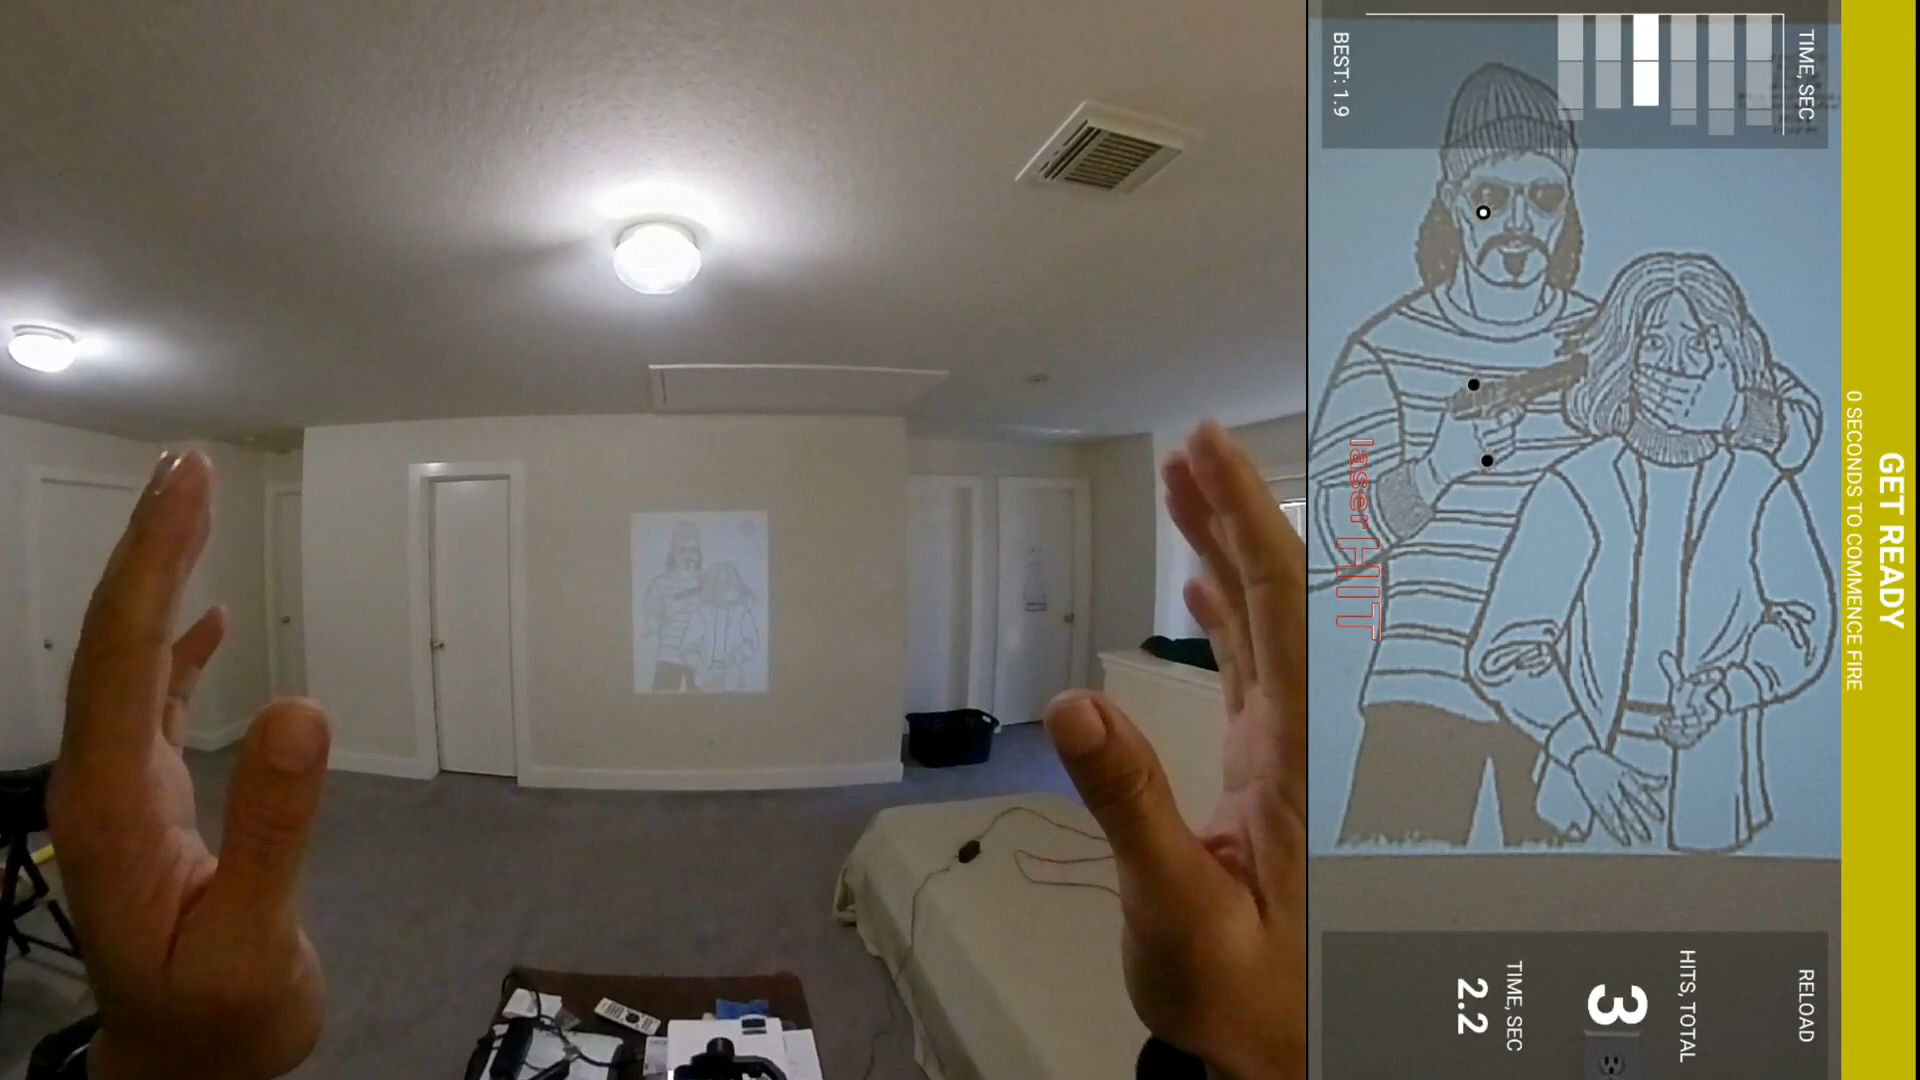 GET READY
0 SECONDS TO COMMENCE FIRE
TIME, SEC
BEST: 1.9
laser HIT
RELOAD
HITS, TOTAL
3
TIME, SEC
2.2